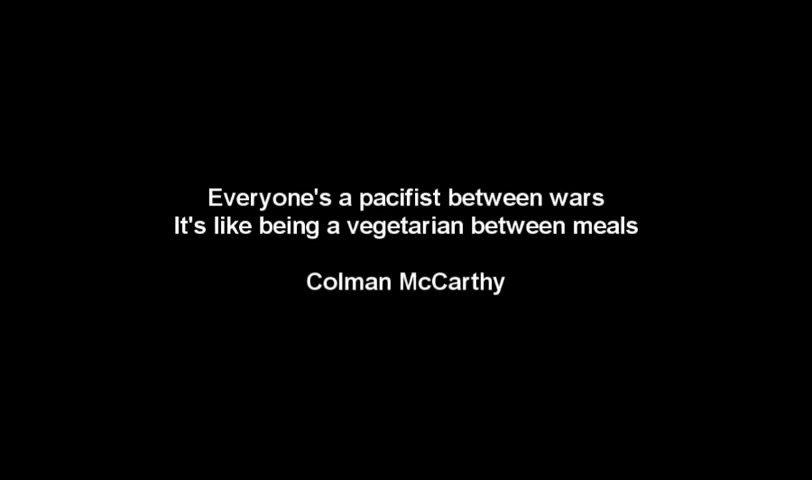 Everyone's a pacifist between wars
It's like being a vegetarian between meals
Colman McCarthy